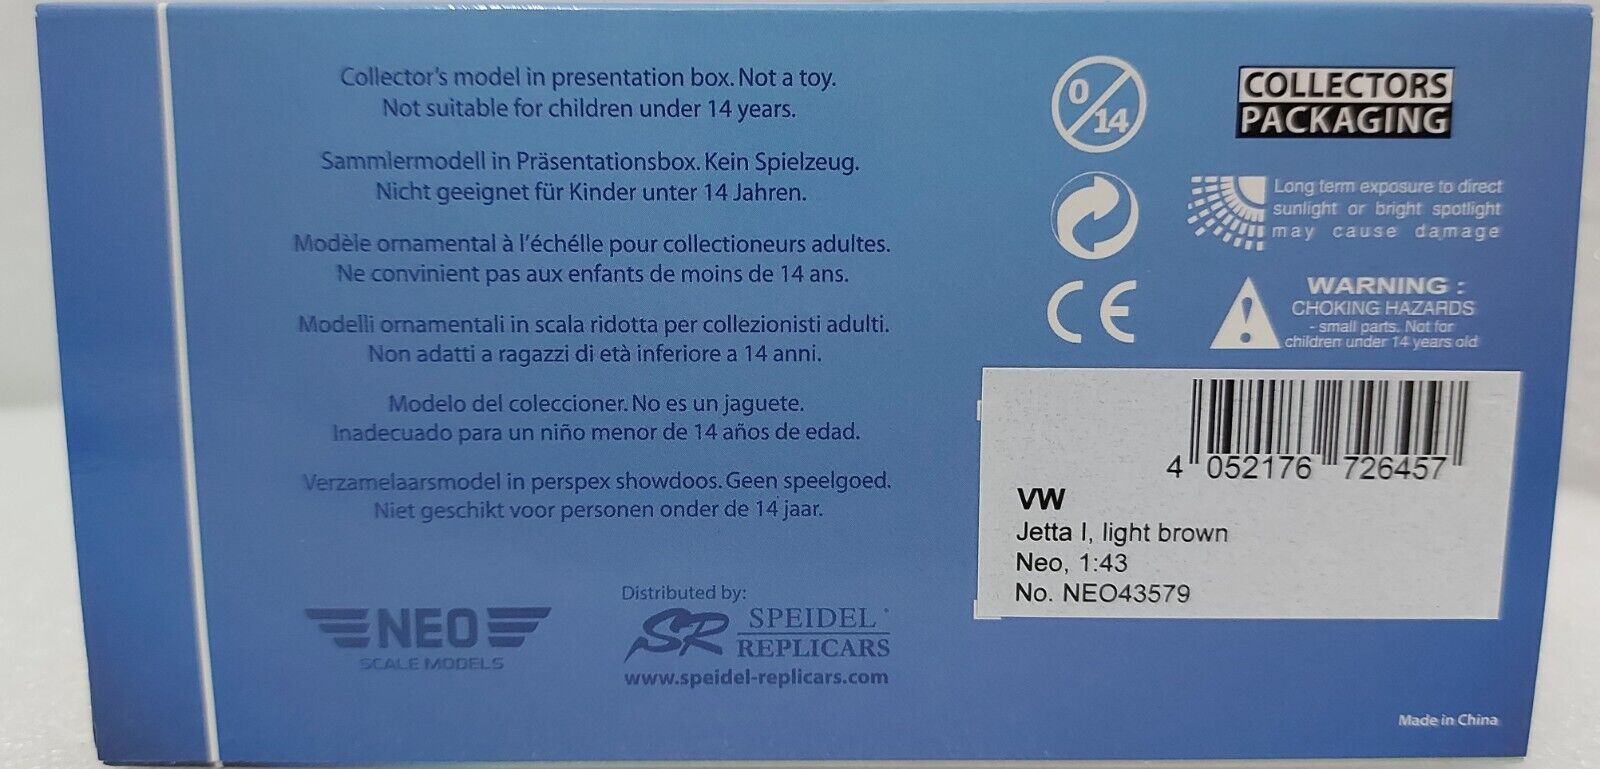 Collector's model in presentation box. Not a toy.
Not suitable for children under 14 years.
Sammlermodell in Präsentationsbox. Kein Spielzeug.
Nicht geeignet für Kinder unter 14 Jahren.
Modèle ornamental à l'échélle pour collectioneurs adultes.
Ne convinient pas aux enfants de moins de 14 ans.
Modelli ornamentali in scala ridotta per collezionisti adulti.
Non adatti a ragazzi di età inferiore a 14 anni.
Modelo del coleccioner. No es un jaguete.
Inadecuado para un niño menor de 14 años de edad.
Verzamelaarsmodel in perspex showdoos. Geen speelgoed.
Niet geschikt voor personen onder de 14 jaar.
NEO
SCALE MODELS
Distributed by:
SR SPEIDEL
REPLICARS
www.speidel-replicars.com
0/14
CE
COLLECTORS
PACKAGING
Long term exposure to direct
sunlight or bright spotlight
may cause damage
WARNING :
CHOKING HAZARDS
- small parts. Not for
children under 14 years old
4 052176 726457
VW
Jetta I, light brown
Neo, 1:43
No. NEO43579
Made in China